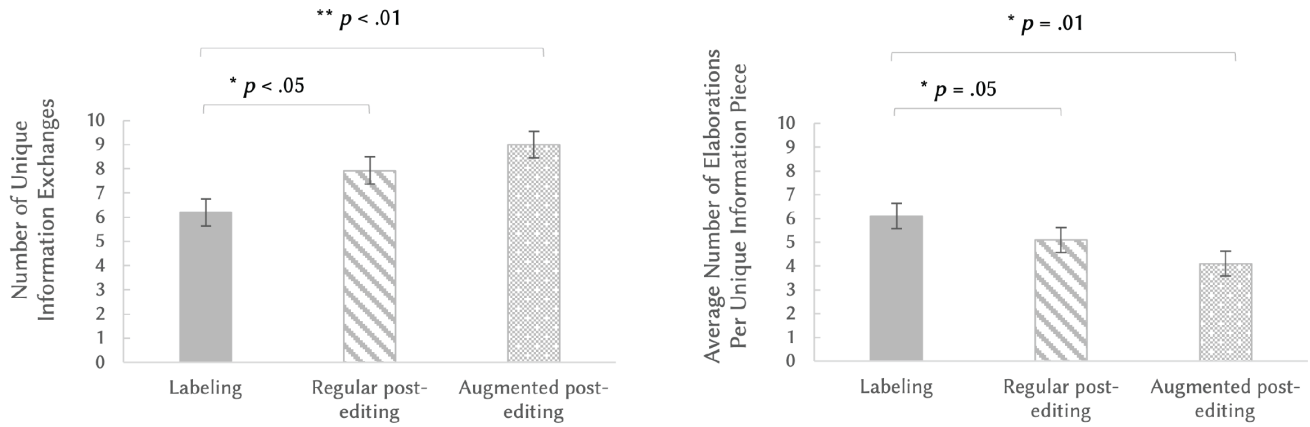 ** p < .01
* p < .05
Number of Unique
Information Exchanges
10
9
8
7
6
5
4
3
2
1
0
Labeling
Regular post-
editing
Augmented post-
editing
* p = .01
* p = .05
Average Number of Elaborations
Per Unique Information Piece
10
9
8
7
6
5
4
3
2
1
0
Labeling
Regular post-
editing
Augmented post-
editing